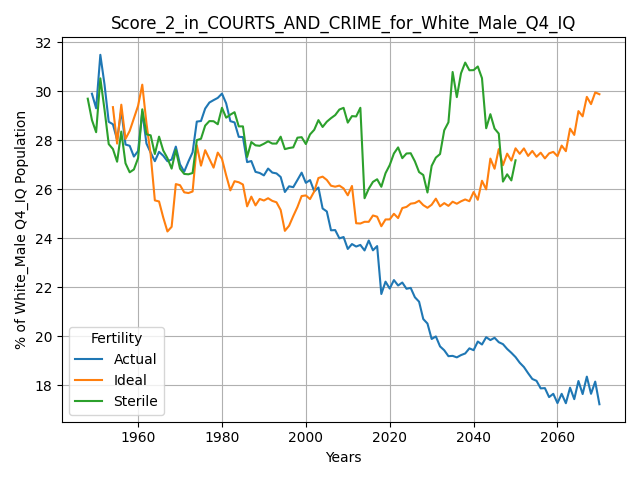 Score_2_in_COURTS_AND_CRIME_for_White_Male_Q4_IQ
% of White_Male Q4_IQ Population
32
30
28
26
24
22
20
18
Fertility
Actual
Ideal
Sterile
1960
1980
2000
2020
2040
2060
Years